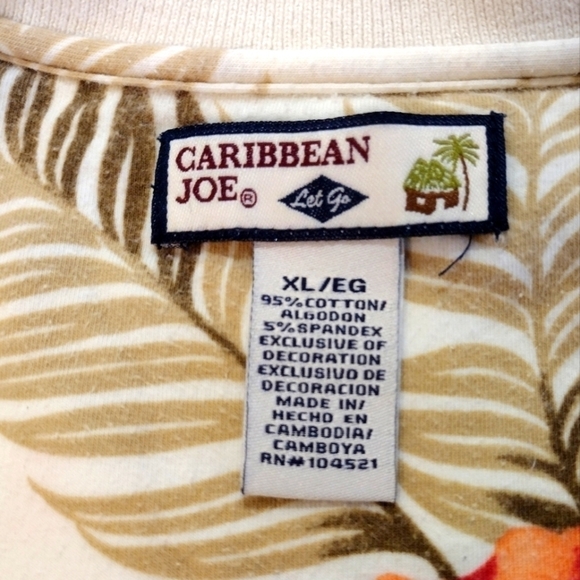 CARIBBEAN
JOE® Let Go
XL/EG
95% COTTON/
ALGODON
5% SPANDEX
EXCLUSIVE OF
DECORATION
EXCLUSIVO DE
DECORACION
MADE IN/
HECHO EN
CAMBODIA/
CAMBOYA
RN# 104521